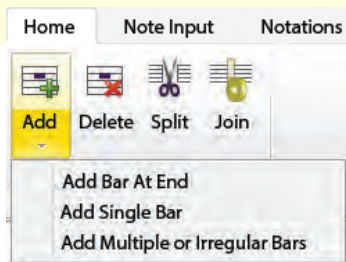 Home Note Input Notations
Add Delete Split Join
Add Bar At End
Add Single Bar
Add Multiple or Irregular Bars